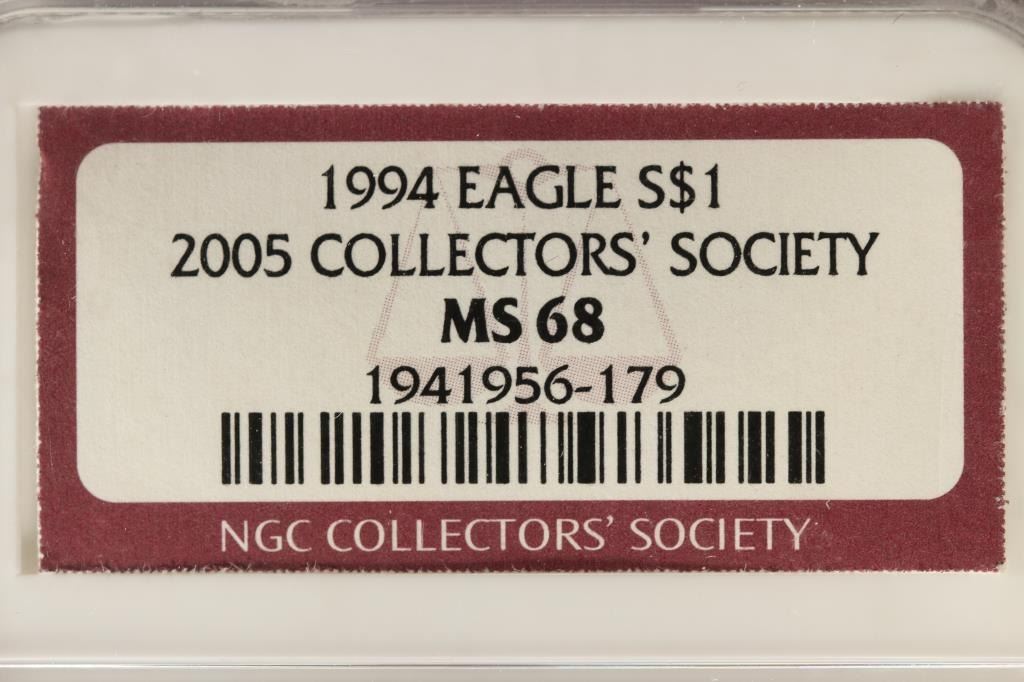 1994 EAGLE S$1
2005 COLLECTORS' SOCIETY
MS 68
1941956-179
NGC COLLECTORS' SOCIETY